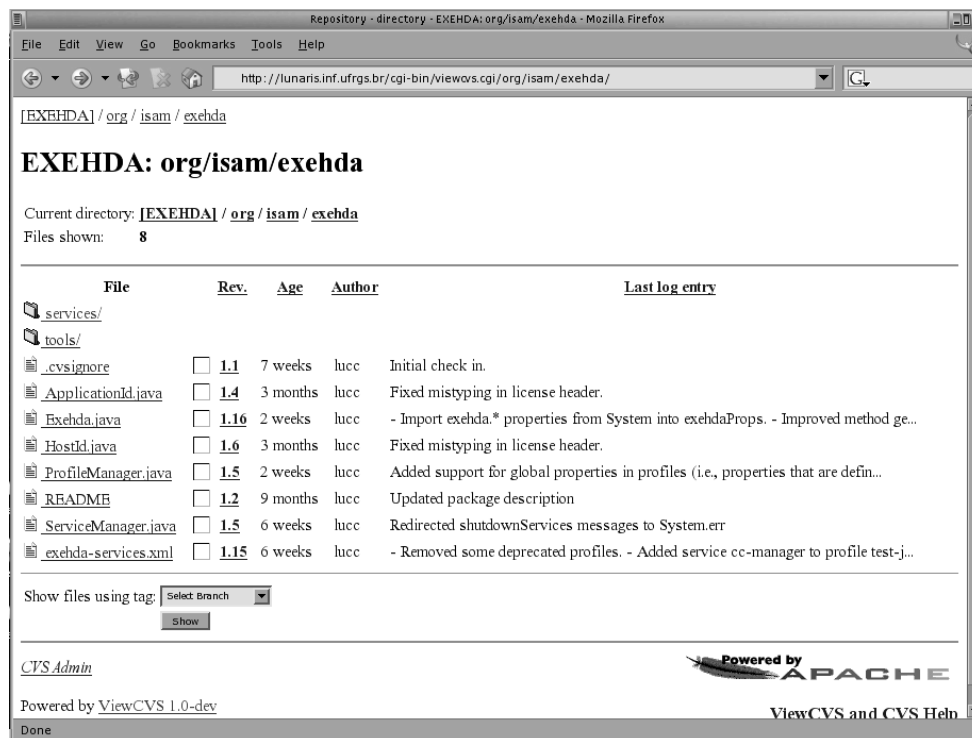 Repository - directory - EXEHDA: org/isam/exehda - Mozilla Firefox
File Edit View Go Bookmarks Tools Help
http://lunaris.inf.ufrgs.br/cgi-bin/viewcvs.cgi/org/isam/exehda/
G
[EXEHDA] / org / isam / exehda
EXEHDA: org/isam/exehda
Current directory: [EXEHDA] / org / isam / exehda
Files shown: 8
File Rev. Age Author Last log entry
services/
tools/
.cvsignore 1.1 7 weeks lucc Initial check in.
ApplicationId.java 1.4 3 months lucc Fixed mistyping in license header.
Exehda.java 1.16 2 weeks lucc - Import exehda.* properties from System into exehdaProps. - Improved method ge...
HostId.java 1.6 3 months lucc Fixed mistyping in license header.
ProfileManager.java 1.5 2 weeks lucc Added support for global properties in profiles (i.e., properties that are defin...
README 1.2 9 months lucc Updated package description
ServiceManager.java 1.5 6 weeks lucc Redirected shutdownServices messages to System.err
exehda-services.xml 1.15 6 weeks lucc - Removed some deprecated profiles. - Added service cc-manager to profile test-j...
Show files using tag: Select Branch
Show
CVS Admin
Powered by APACHE
Powered by ViewCVS 1.0-dev
ViewCVS and CVS Help
Done